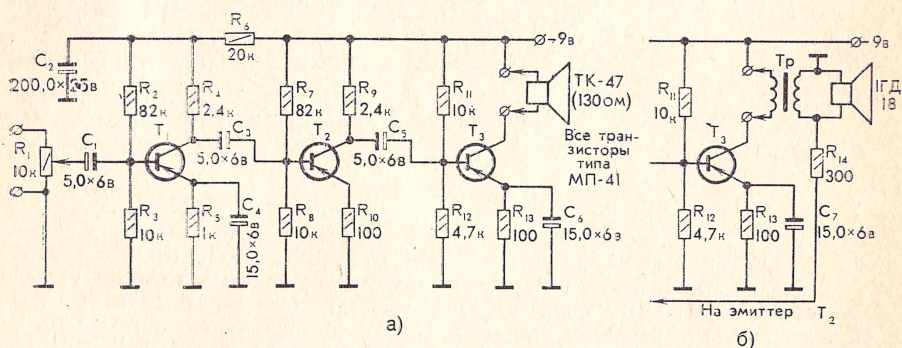 R₆
20к
-9в
C₂
200,0×25в
R₂
82к
R₄
2,4к
R₇
82к
R₉
2,4к
R₁₁
10к
ТК-47
(130ом)
T₁
C₃
5,0×6в
T₂
C₅
5,0×6в
T₃
Все тран-
зисторы
типа
МП-41
R₁
10к
C₁
5,0×6в
R₃
10к
R₅
1к
C₄
15,0×6в
R₈
10к
R₁₀
100
R₁₂
4,7к
R₁₃
100
C₆
15,0×6в
а)
-9в
R₁₁
10к
Тр
1ГД
18
T₃
R₁₄
300
R₁₂
4,7к
R₁₃
100
C₇
15,0×6в
На эмиттер T₂
б)